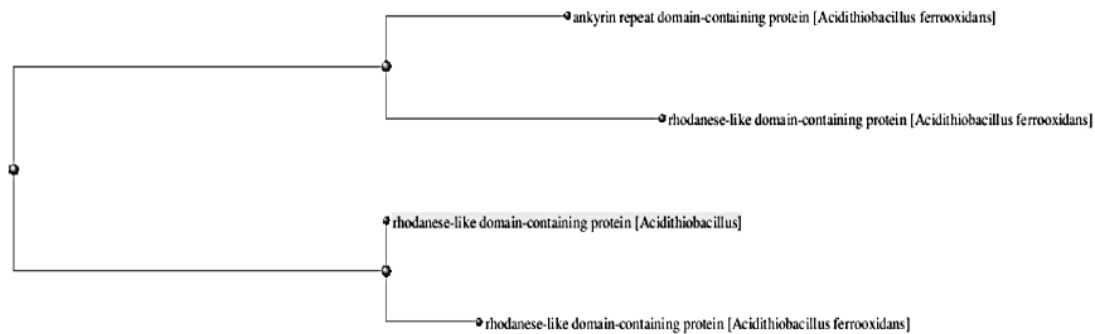 ankyrin repeat domain-containing protein [Acidithiobacillus ferrooxidans]
rhodanese-like domain-containing protein [Acidithiobacillus ferrooxidans]
rhodanese-like domain-containing protein [Acidithiobacillus]
rhodanese-like domain-containing protein [Acidithiobacillus ferrooxidans]